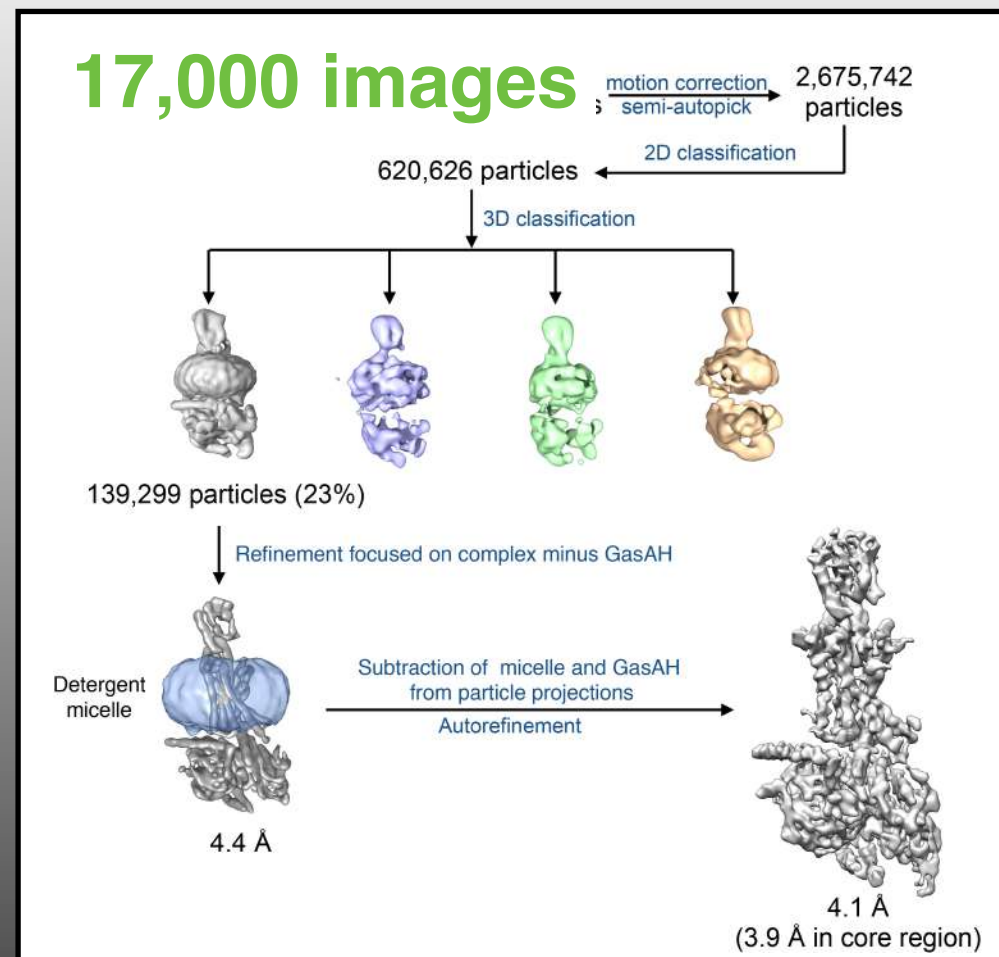 17,000 images
s
motion correction
semi-autopick
2,675,742
particles
2D classification
620,626 particles
3D classification
139,299 particles (23%)
Refinement focused on complex minus GasAH
Detergent
micelle
Subtraction of micelle and GasAH
from particle projections
Autorefinement
4.4 Å
4.1 Å
(3.9 Å in core region)